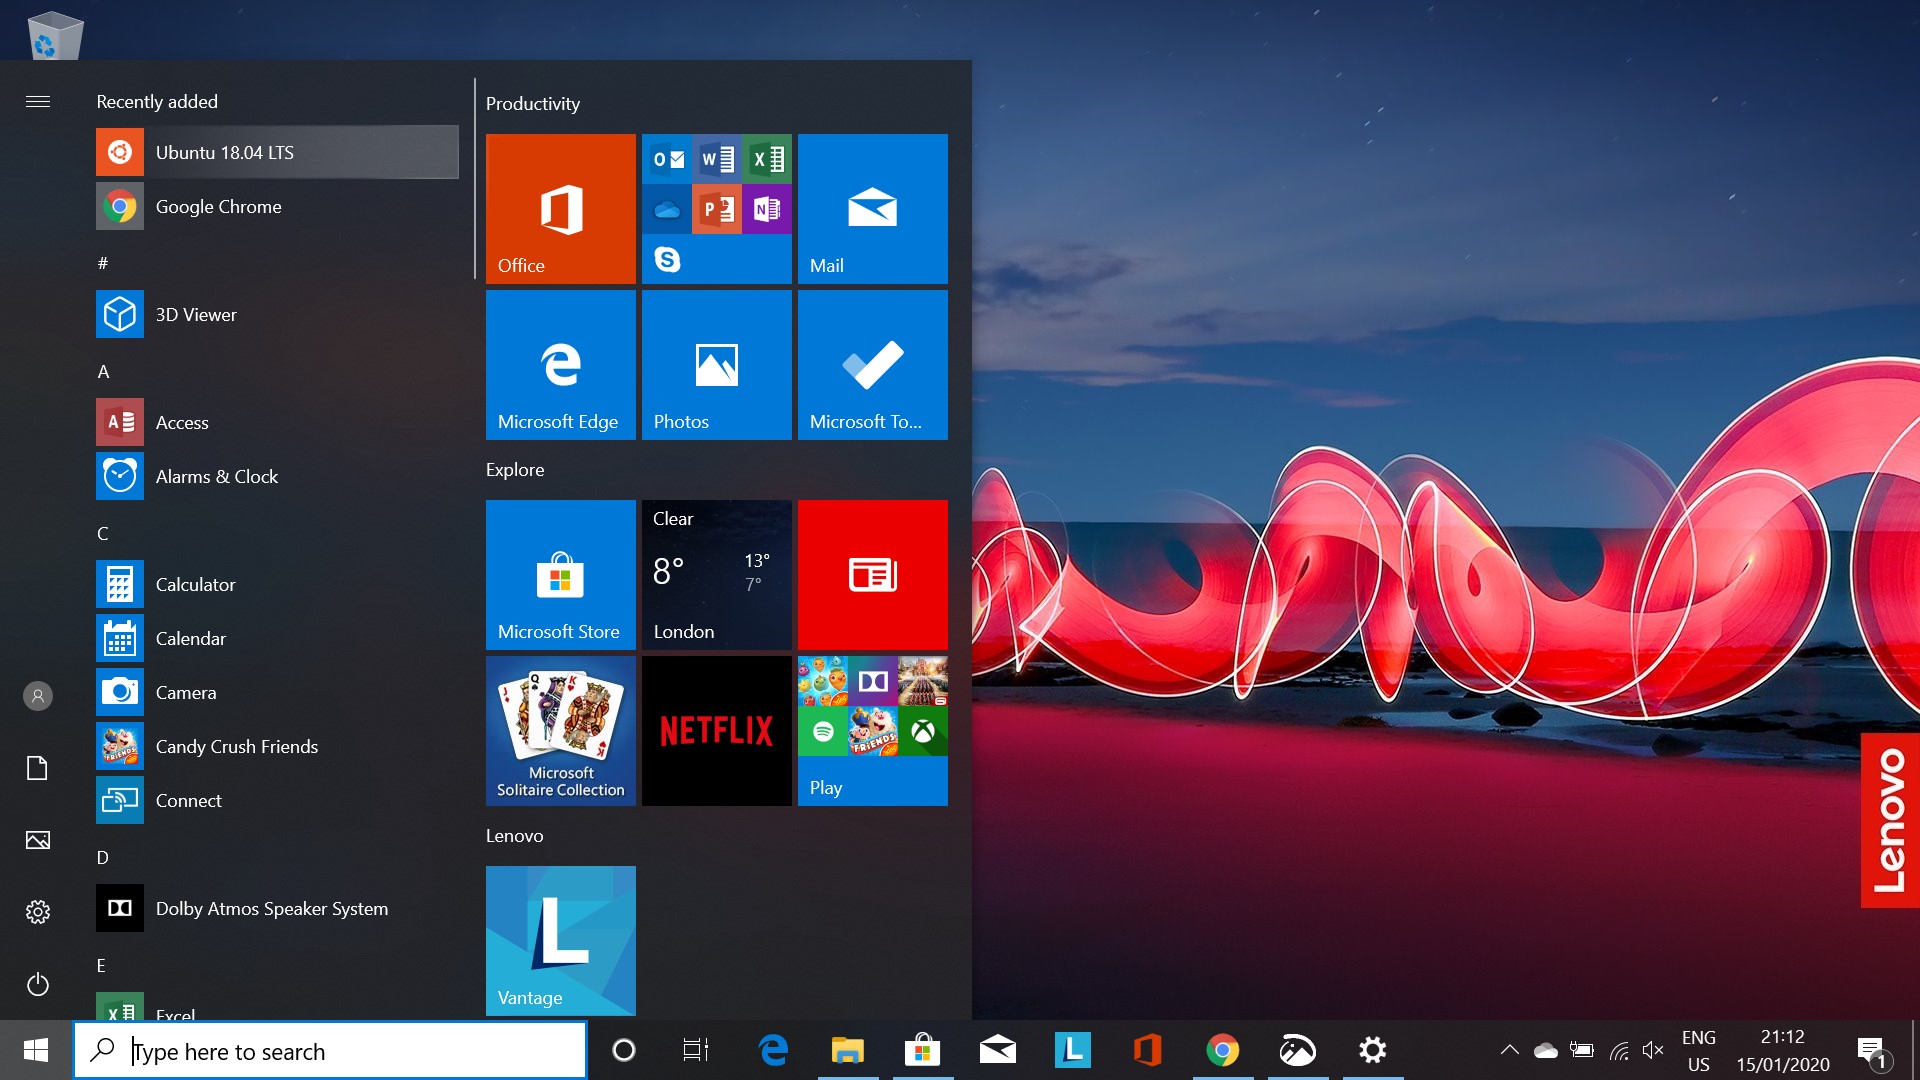 Recently added
Ubuntu 18.04 LTS
Google Chrome
#
3D Viewer
A
Access
Alarms & Clock
C
Calculator
Calendar
Camera
Candy Crush Friends
Connect
D
Dolby Atmos Speaker System
E
Excel
Productivity
Office
Mail
Microsoft Edge
Photos
Microsoft To...
Explore
Microsoft Store
Clear
8°
13°
7°
London
J Q K
Microsoft
Solitaire Collection
NETFLIX
FRIENDS
Play
Lenovo
L
Vantage
Lenovo
Type here to search
L
ENG
US
21:12
15/01/2020
1